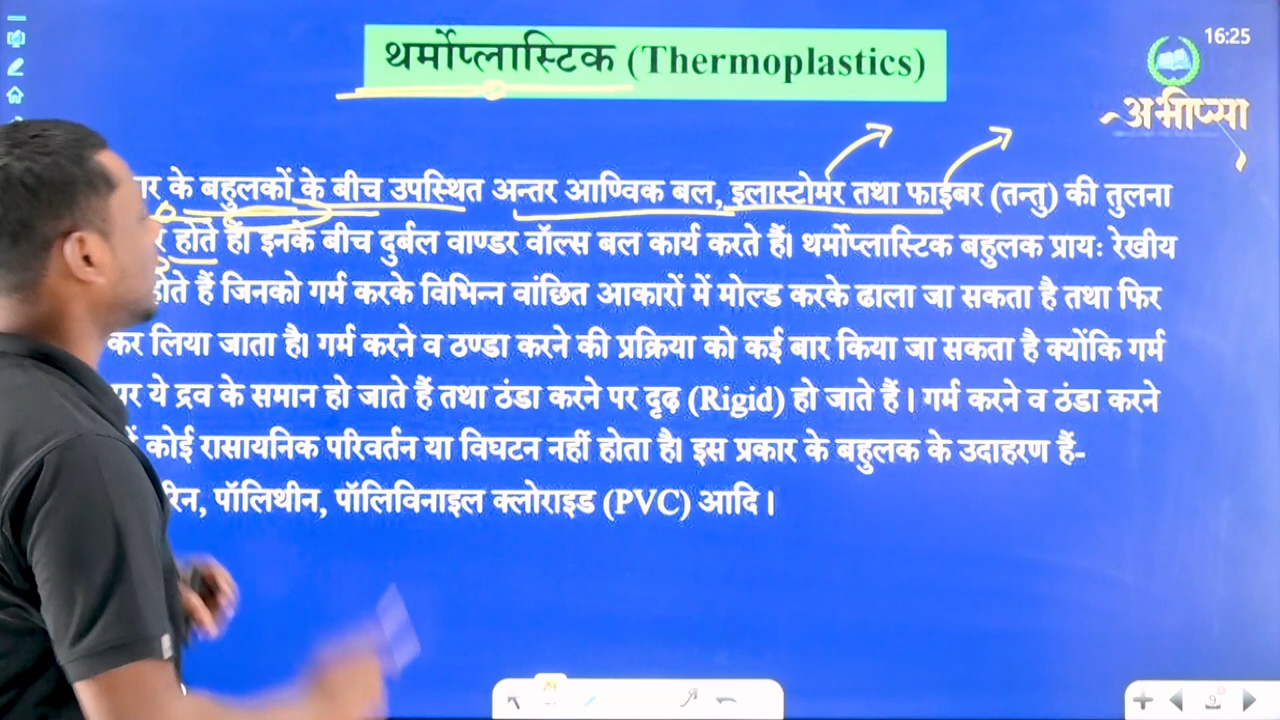 थर्मोप्लास्टिक (Thermoplastics)
16:25
अभीप्सा
के बहुलकों के बीच उपस्थित अन्तर आण्विक बल, इलास्टोमर तथा फाईबर (तन्तु) की तुलना
होते हैं। इनके बीच दुर्बल वाण्डर वॉल्स बल कार्य करते हैं। थर्मोप्लास्टिक बहुलक प्रायः रेखीय
होते हैं जिनको गर्म करके विभिन्न वांछित आकारों में मोल्ड करके ढाला जा सकता है तथा फिर
कर लिया जाता है। गर्म करने व ठण्डा करने की प्रक्रिया को कई बार किया जा सकता है क्योंकि गर्म
पर ये द्रव के समान हो जाते हैं तथा ठंडा करने पर दृढ़ (Rigid) हो जाते हैं । गर्म करने व ठंडा करने
कोई रासायनिक परिवर्तन या विघटन नहीं होता है। इस प्रकार के बहुलक के उदाहरण हैं-
पॉलिथीन, पॉलिविनाइल क्लोराइड (PVC) आदि ।
9